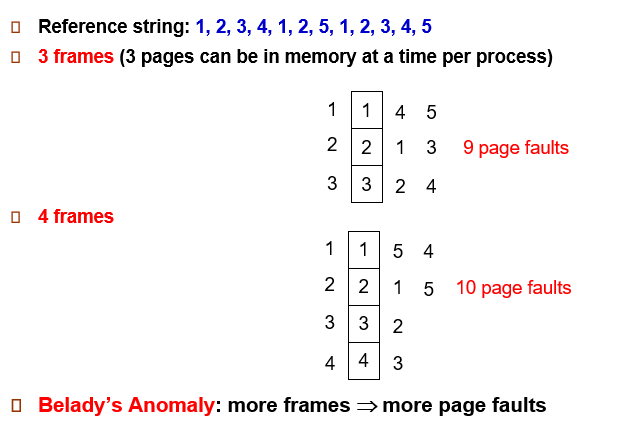 Reference string: 1, 2, 3, 4, 1, 2, 5, 1, 2, 3, 4, 5
3 frames (3 pages can be in memory at a time per process)
1 1 4 5
2 2 1 3 9 page faults
3 3 2 4
4 frames
1 1 5 4
2 2 1 5 10 page faults
3 3 2
4 4 3
Belady's Anomaly: more frames ⇒ more page faults